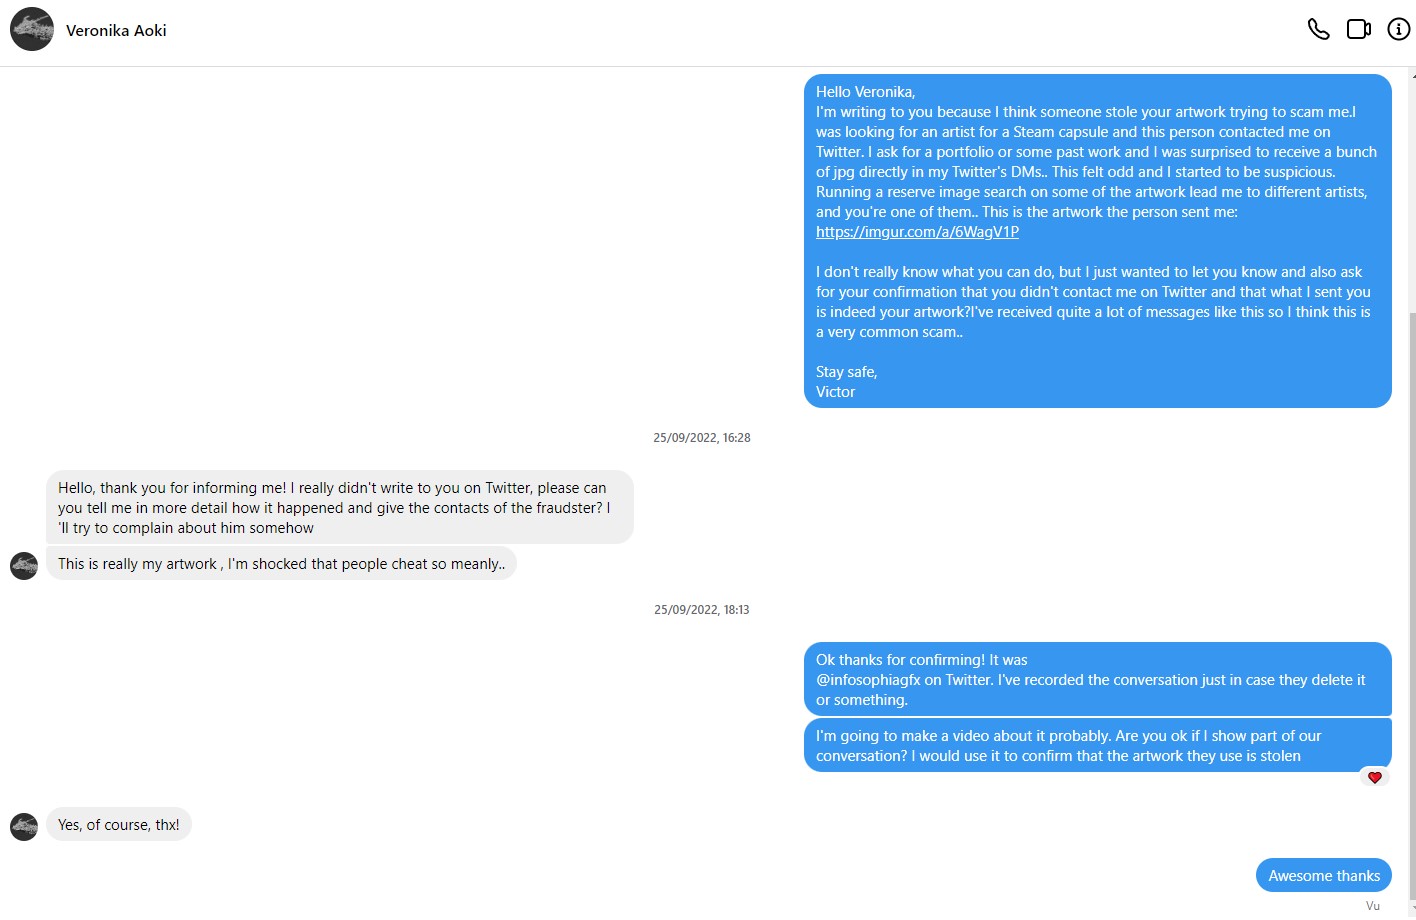 Veronika Aoki
Hello Veronika,
I'm writing to you because I think someone stole your artwork trying to scam me.I
was looking for an artist for a Steam capsule and this person contacted me on
Twitter. I ask for a portfolio or some past work and I was surprised to receive a bunch
of jpg directly in my Twitter's DMs.. This felt odd and I started to be suspicious.
Running a reserve image search on some of the artwork lead me to different artists,
and you're one of them.. This is the artwork the person sent me:
https://imgur.com/a/6WagV1P
I don't really know what you can do, but I just wanted to let you know and also ask
for your confirmation that you didn't contact me on Twitter and that what I sent you
is indeed your artwork?I've received quite a lot of messages like this so I think this is
a very common scam..
Stay safe,
Victor
25/09/2022, 16:28
Hello, thank you for informing me! I really didn't write to you on Twitter, please can
you tell me in more detail how it happened and give the contacts of the fraudster? I
'll try to complain about him somehow
This is really my artwork , I'm shocked that people cheat so meanly..
25/09/2022, 18:13
Ok thanks for confirming! It was
@infosophiagfx on Twitter. I've recorded the conversation just in case they delete it
or something.
I'm going to make a video about it probably. Are you ok if I show part of our
conversation? I would use it to confirm that the artwork they use is stolen
Yes, of course, thx!
Awesome thanks
Vu